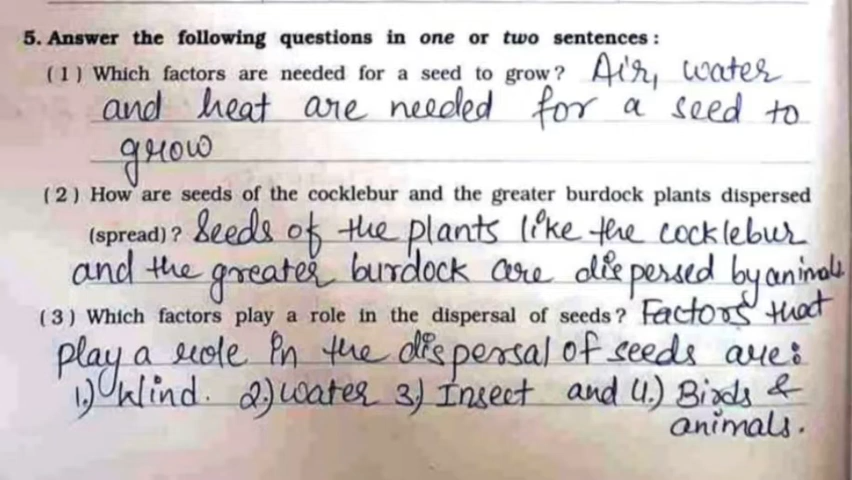 5. Answer the following questions in one or two sentences :
(1) Which factors are needed for a seed to grow? Air, water
and heat are needed for a seed to
grow
(2) How are seeds of the cocklebur and the greater burdock plants dispersed
(spread)? Seeds of the plants like the cocklebur
and the greater burdock are dispersed by animals
(3) Which factors play a role in the dispersal of seeds? Factors that
play a role in the dispersal of seeds are:
1.) Wind. 2.) water 3.) Insect and 4.) Birds &
animals.